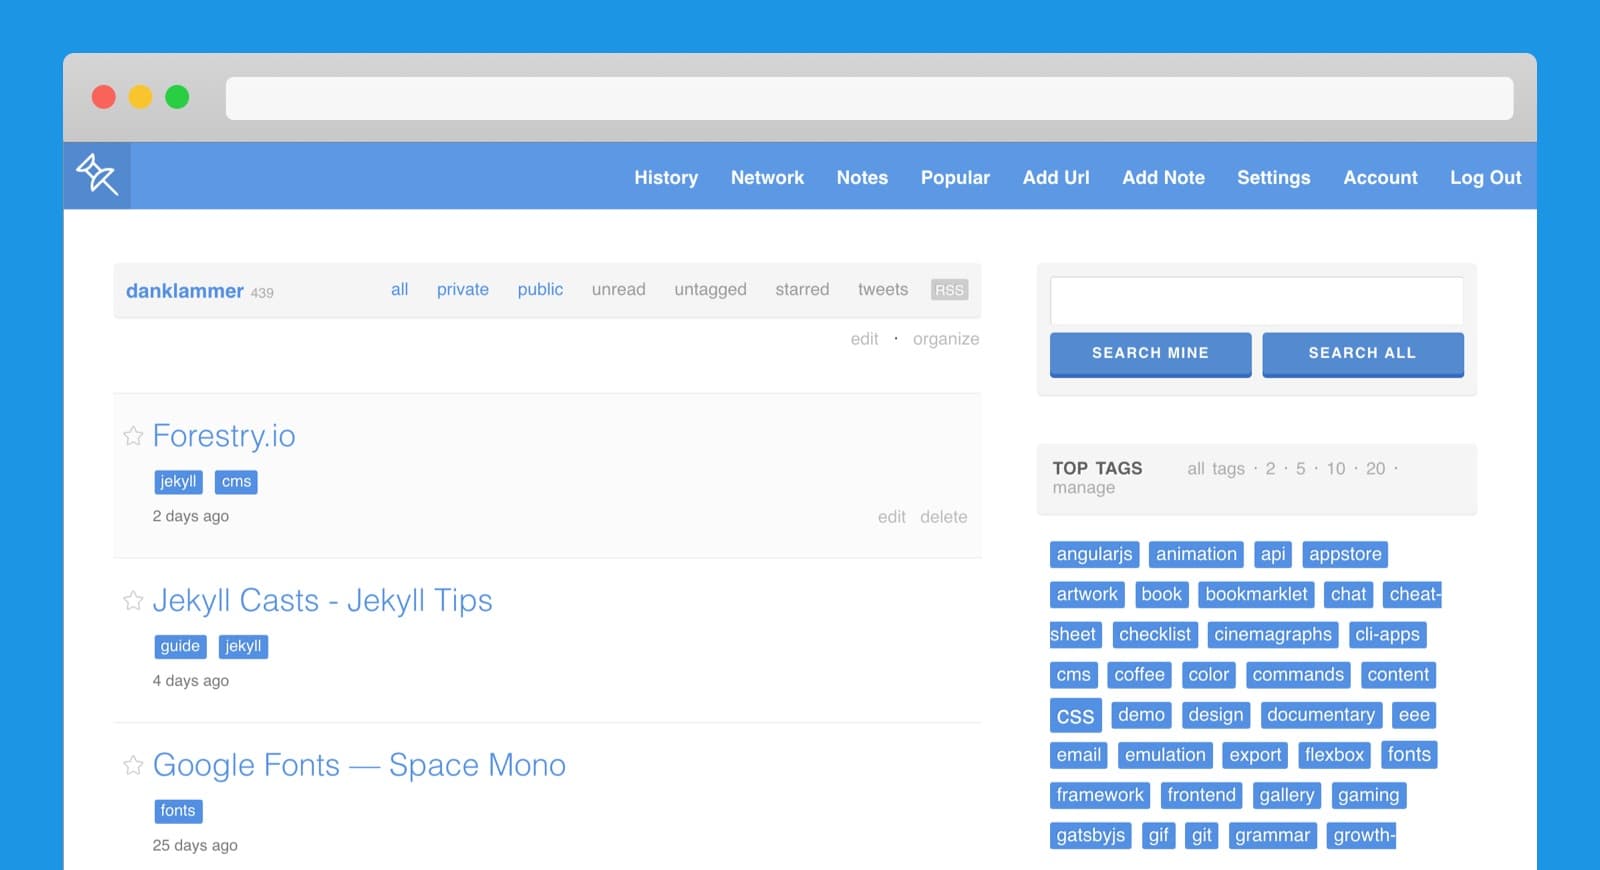 History Network Notes Popular Add Url Add Note Settings Account Log Out
danklammer 439 all private public unread untagged starred tweets RSS
edit · organize
Forestry.io
jekyll cms
2 days ago
edit delete
Jekyll Casts - Jekyll Tips
guide jekyll
4 days ago
Google Fonts — Space Mono
fonts
25 days ago
SEARCH MINE SEARCH ALL
TOP TAGS all tags · 2 · 5 · 10 · 20 ·
manage
angularjs animation api appstore
artwork book bookmarklet chat cheat-
sheet checklist cinemagraphs cli-apps
cms coffee color commands content
css demo design documentary eee
email emulation export flexbox fonts
framework frontend gallery gaming
gatsbyjs gif git grammar growth-